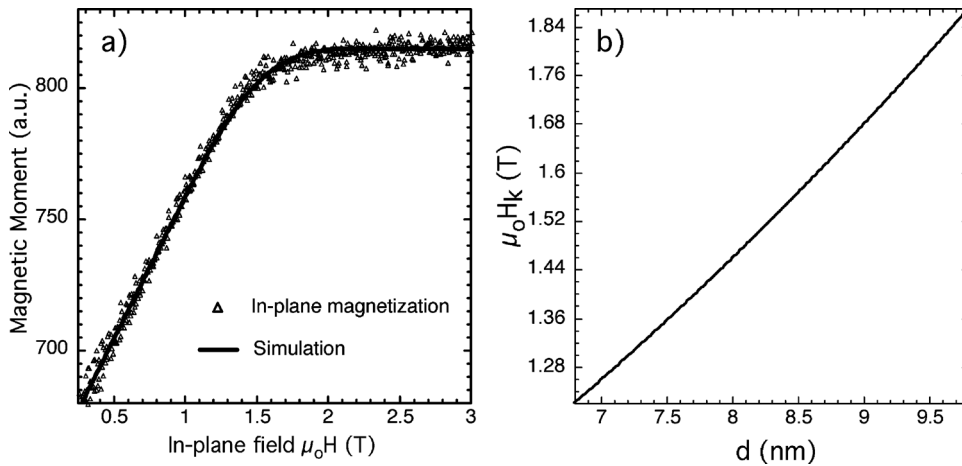 a)
Magnetic Moment (a.u.)
800
750
700
In-plane magnetization
Simulation
0.5 1 1.5 2 2.5 3
In-plane field μoH (T)
b)
μoHk (T)
1.84
1.76
1.68
1.6
1.52
1.44
1.36
1.28
7 7.5 8 8.5 9 9.5
d (nm)